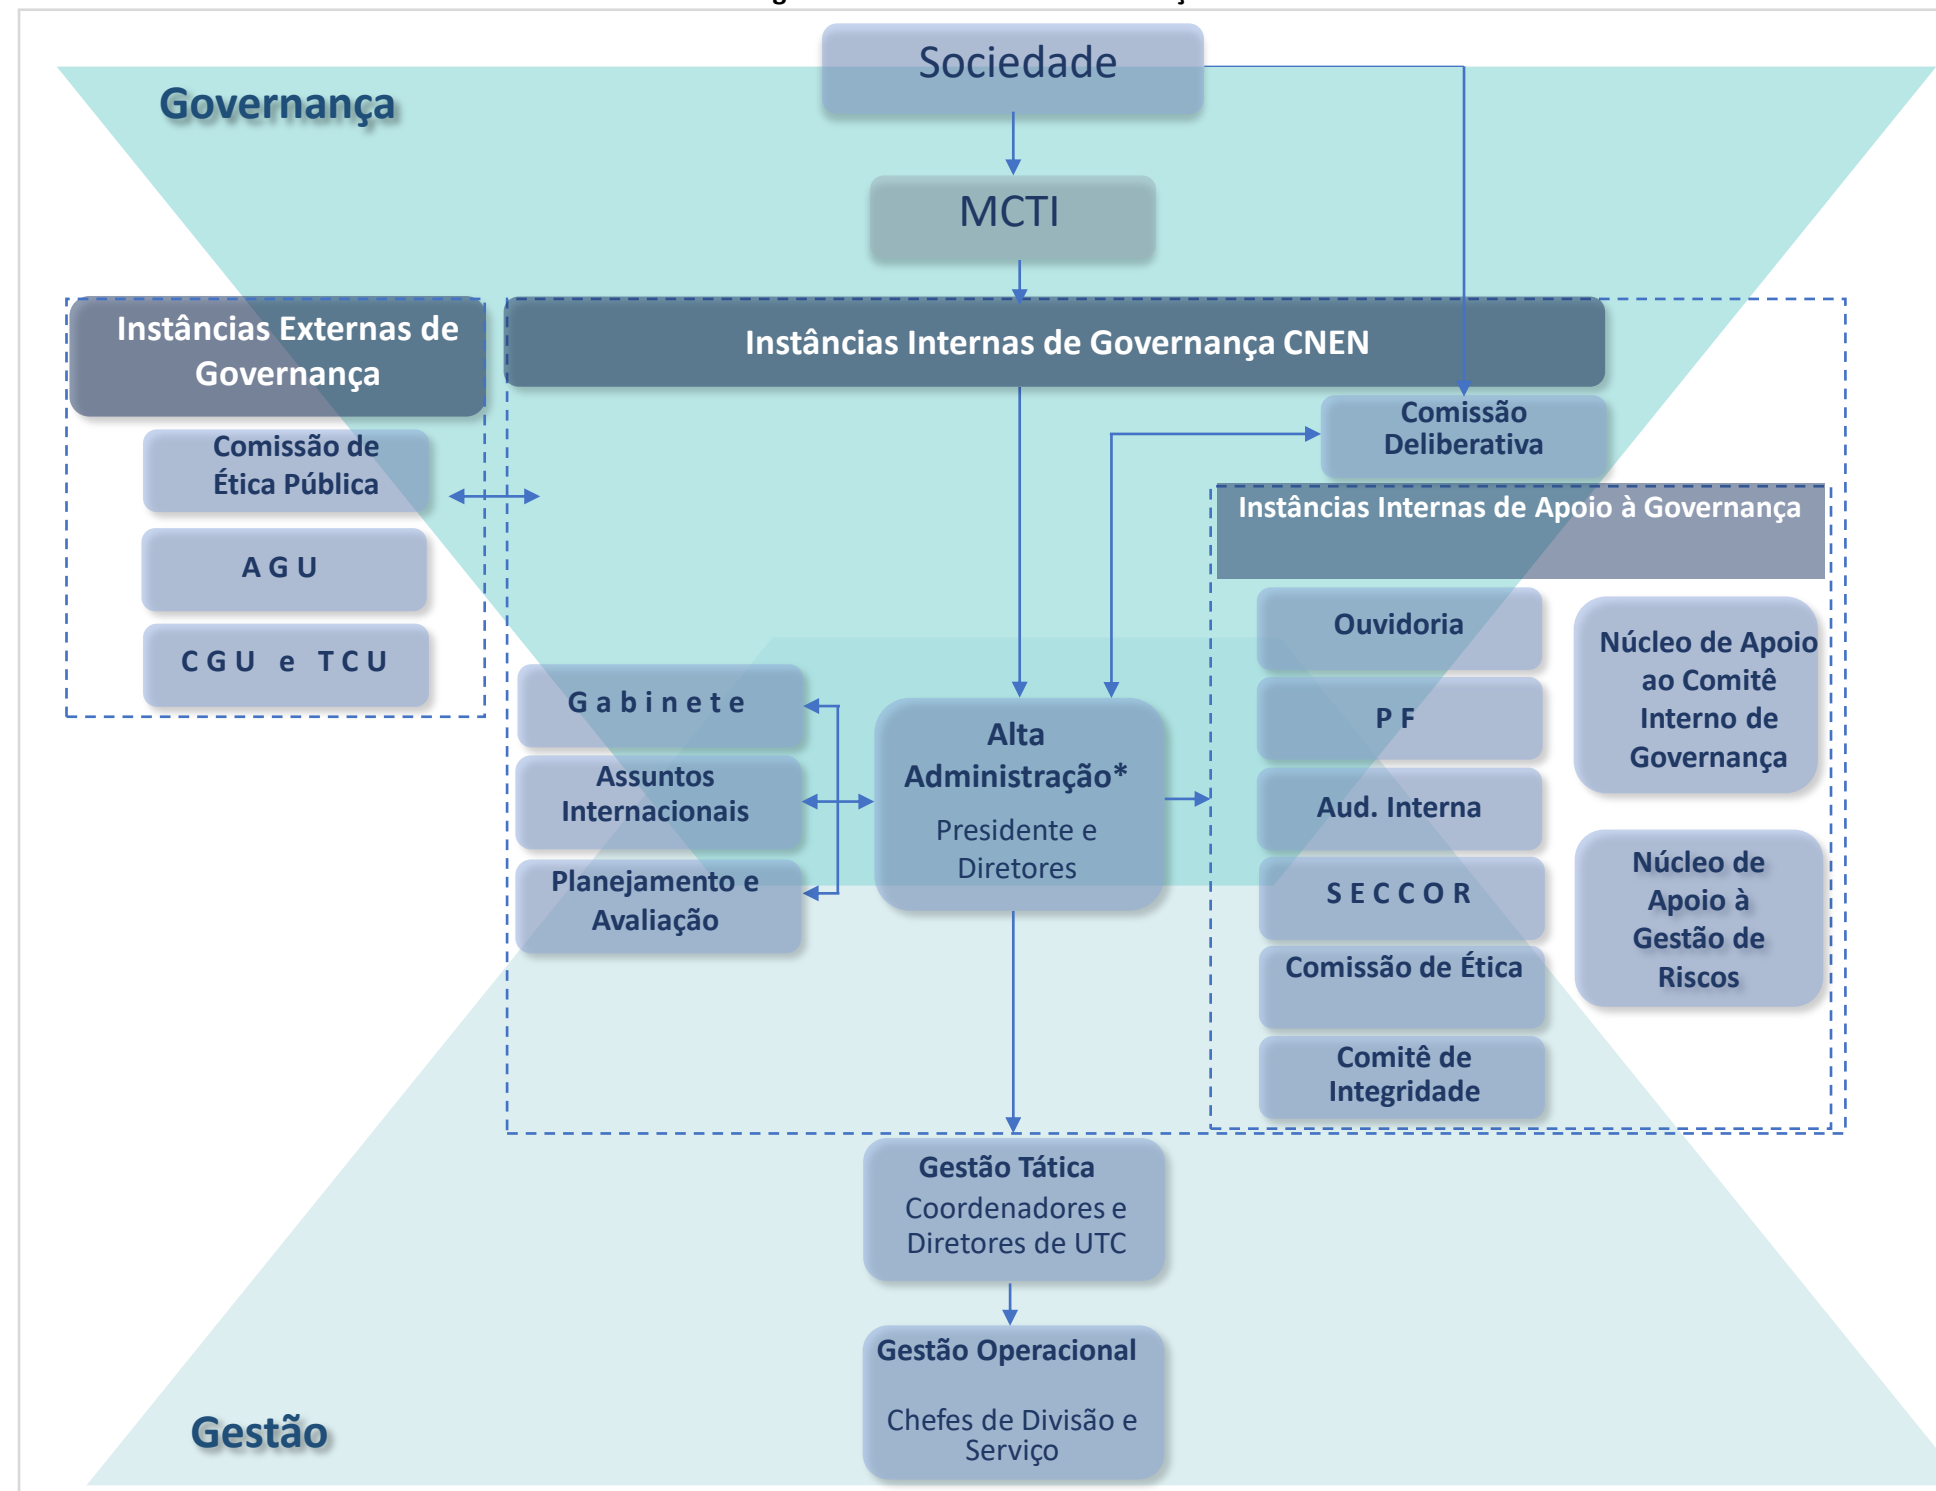 Sociedade
Governança
MCTI
Instâncias Externas de
Governança
Instâncias Internas de Governança CNEN
Comissão
Deliberativa
Comissão de
Ética Pública
A G U
C G U e T C U
Instâncias Internas de Apoio à Governança
Ouvidoria
P F
Aud. Interna
S E C C O R
Comissão de Ética
Comitê de
Integridade
Núcleo de Apoio
ao Comitê
Interno de
Governança
Núcleo de
Apoio à
Gestão de
Riscos
G a b i n e t e
Assuntos
Internacionais
Planejamento e
Avaliação
Alta
Administração*
Presidente e
Diretores
Gestão Tática
Coordenadores e
Diretores de UTC
Gestão Operacional
Chefes de Divisão e
Serviço
Gestão